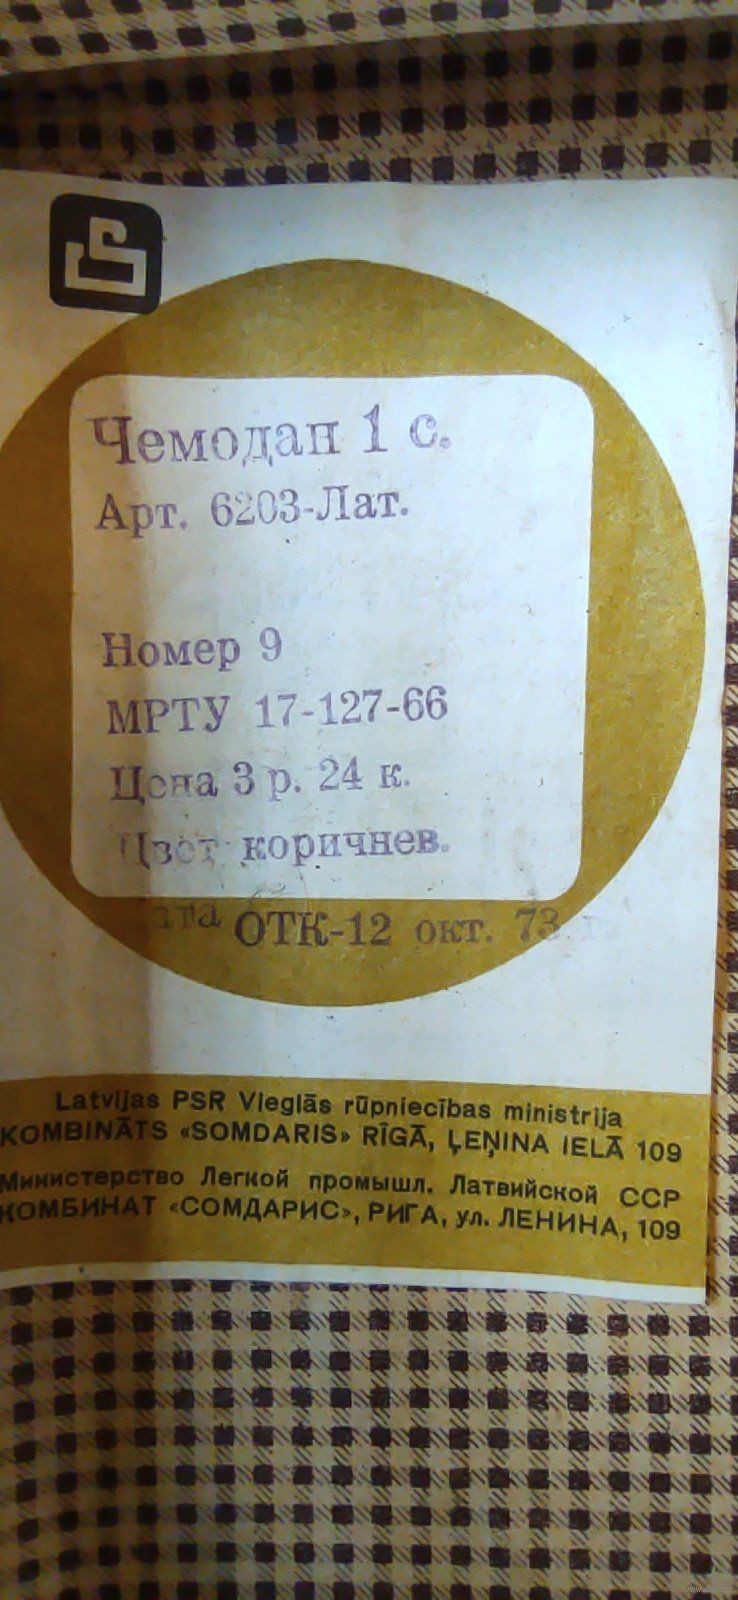 Чемодан 1 с.
Арт. 6203-Лат.
Номер 9
МРТУ 17-127-66
Цена 3 р. 24 к.
Цвет коричнев.
ОТК-12 окт. 73
Latvijas PSR Vieglās rūpniecības ministrija
KOMBINĀTS «SOMDARIS» RĪGĀ, ĻEŅINA IELĀ 109
Министерство Легкой промышл. Латвийской ССР
КОМБИНАТ «СОМДАРИС», РИГА, ул. ЛЕНИНА, 109